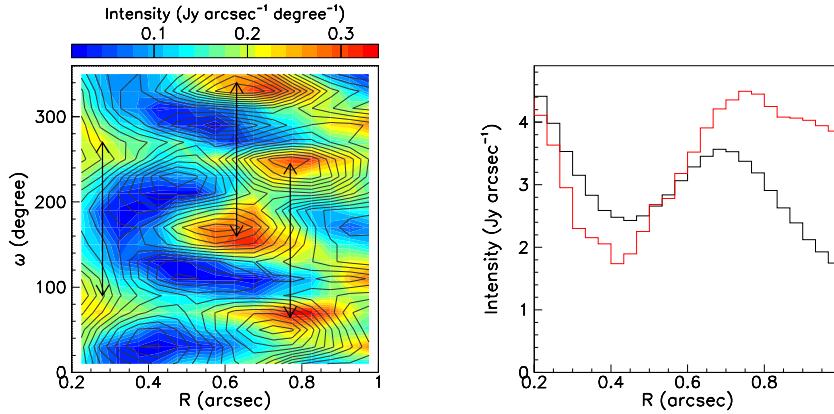 Intensity (Jy arcsec⁻¹ degree⁻¹)
0.1 0.2 0.3
300
200
100
0
ω (degree)
0.2 0.4 0.6 0.8 1
R (arcsec)
4
3
2
1
0
Intensity (Jy arcsec⁻¹)
0.2 0.4 0.6 0.8
R (arcsec)